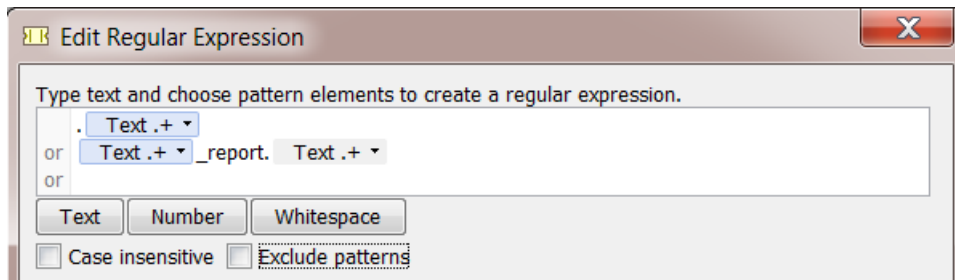 Edit Regular Expression
X
Type text and choose pattern elements to create a regular expression.
. Text .+
or Text .+ _report. Text .+
or
Text Number Whitespace
Case insensitive Exclude patterns